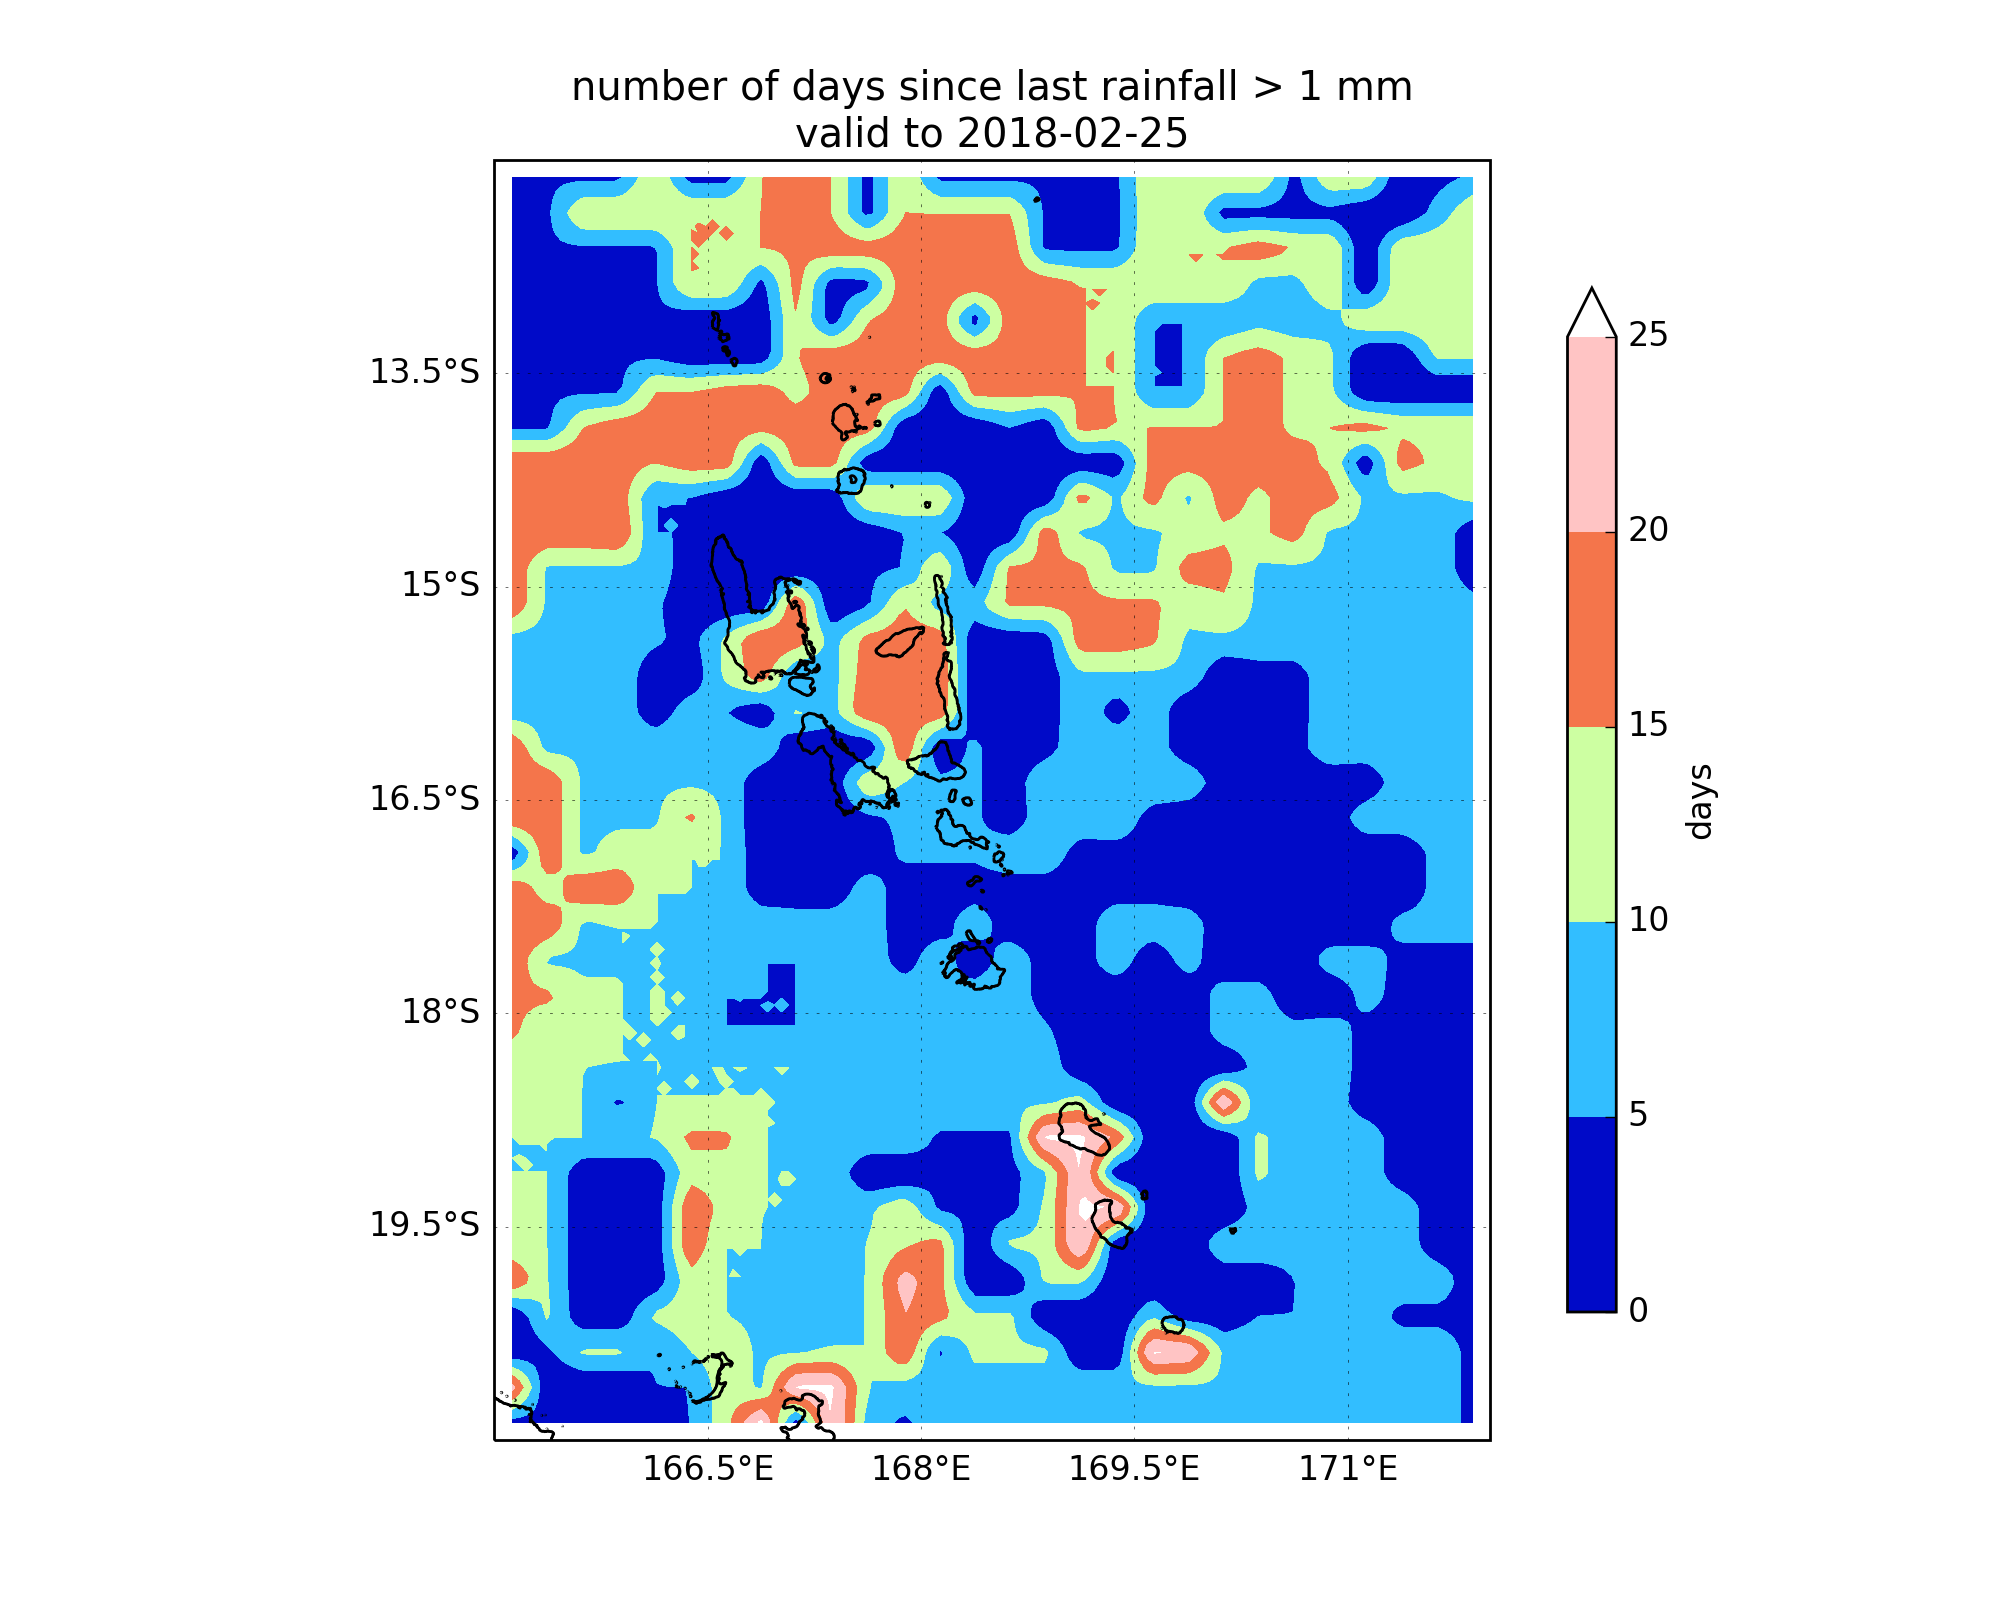 number of days since last rainfall > 1 mm
valid to 2018-02-25
13.5°S
15°S
16.5°S
18°S
19.5°S
166.5°E
168°E
169.5°E
171°E
25
20
15
10
5
0
days